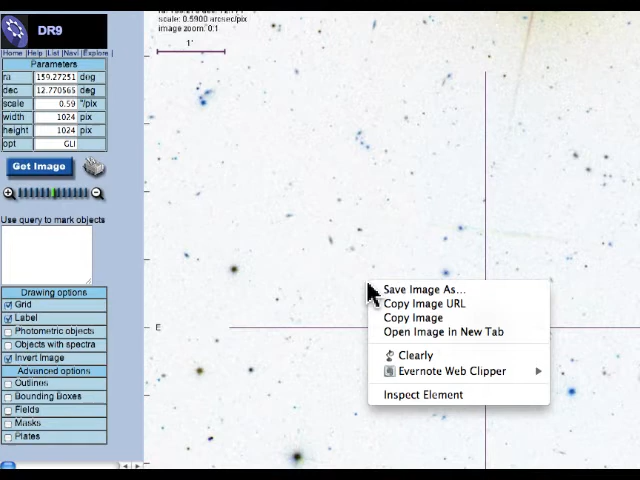 DR9
scale: 0.5900 arcsec/pix
image zoom: 0:1
1'
Home |Help |List |Navi |Explore |
Parameters
ra 159.27251 deg
dec 12.770565 deg
scale 0.59 "/pix
width 1024 pix
height 1024 pix
opt GLI
Get Image
Use query to mark objects
Drawing options
Grid
Label
Photometric objects
Objects with spectra
Invert Image
Advanced options
Outlines
Bounding Boxes
Fields
Masks
Plates
E
Save Image As...
Copy Image URL
Copy Image
Open Image in New Tab
Clearly
Evernote Web Clipper
Inspect Element